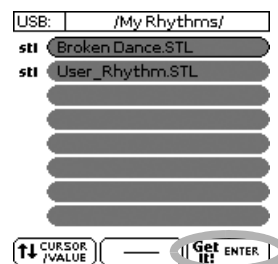 USB: /My Rhythms/
stl Broken Dance.STL
stl User_Rhythm.STL
CURSOR /VALUE Get It! ENTER